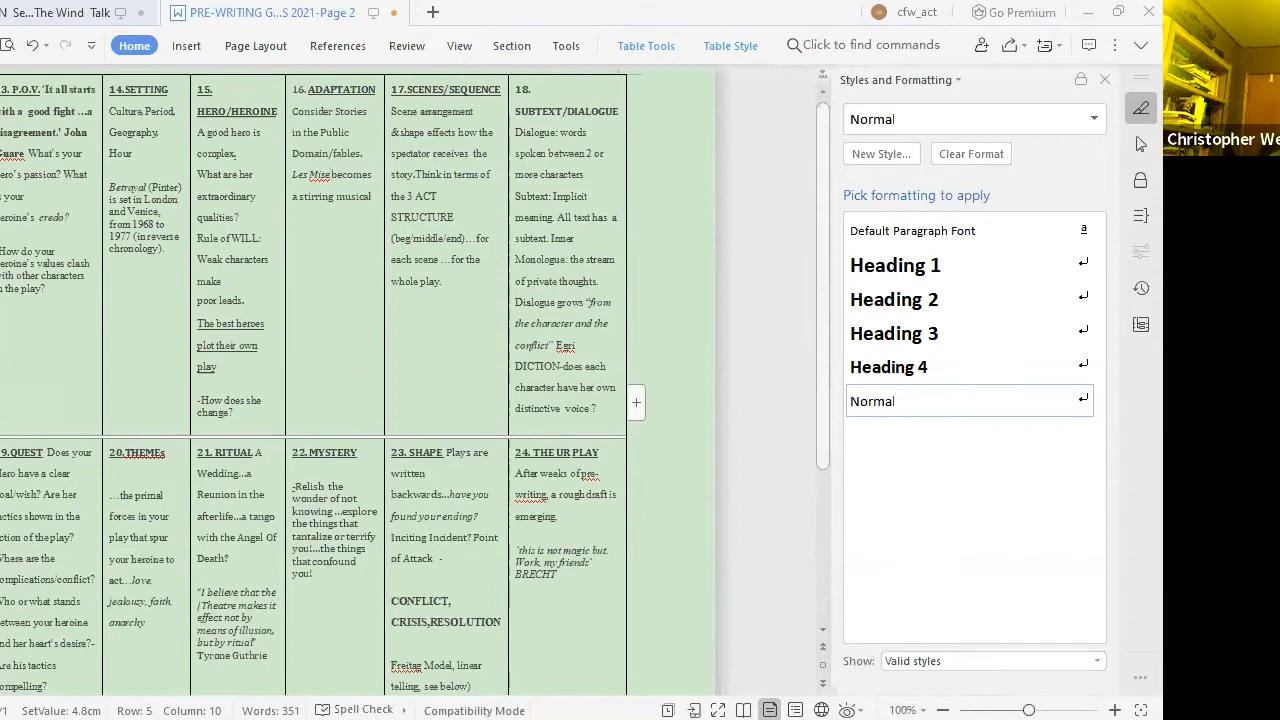 N Se...The Wind Talk
PRE-WRITING G...S 2021-Page 2
cfw_act
Go Premium
Home
Insert
Page Layout
References
Review
View
Section
Tools
Table Tools
Table Style
Click to find commands
3. P.O.V. 'It all starts
with a good fight ...a
disagreement.' John
Guare What's your
hero's passion? What
is your
heroine's credo?
How do your
heroine's values clash
with other characters
in the play?
14.SETTING
Culture, Period,
Geography,
Hour
Betrayal (Pinter)
is set in London
and Venice,
from 1968 to
1977 (in reverse
chronology).
15.
HERO/HEROINE
A good hero is
complex.
What are her
extraordinary
qualities?
Rule of WILL:
Weak characters
make
poor leads.
The best heroes
plot their own
play
-How does she
change?
16. ADAPTATION
Consider Stories
in the Public
Domain/fables.
Les Mise becomes
a stirring musical
17.SCENES/SEQUENCE
Scene arrangement
&shape effects how the
spectator receives the
story.Think in terms of
the 3 ACT
STRUCTURE
(beg/middle/end)...for
each scene ...for the
whole play.
18.
SUBTEXT/DIALOGUE
Dialogue: words
spoken between 2 or
more characters
Subtext: Implicit
meaning. All text has a
subtext. Inner
Monologue: the stream
of private thoughts.
Dialogue grows "from
the character and the
conflict" Egri
DICTION-does each
character have her own
distinctive voice ?
9.QUEST Does your
Hero have a clear
goal/wish? Are her
tactics shown in the
action of the play?
Where are the
complications/conflict?
Who or what stands
between your heroine
and her heart's desire?-
Are his tactics
compelling?
20.THEMEs
...the primal
forces in your
play that spur
your heroine to
act...love,
jealousy, faith,
anarchy
21. RITUAL A
Wedding...a
Reunion in the
afterlife...a tango
with the Angel Of
Death?
"I believe that the
/Theatre makes it
effect not by
means of illusion,
but by ritual"
Tyrone Guthrie
22.MYSTERY
-Relish the
wonder of not
knowing ...explore
the things that
tantalize or terrify
you!...the things
that confound
you!
23. SHAPE Plays are
written
backwards...have you
found your ending?
Inciting Incident? Point
of Attack -
CONFLICT,
CRISIS,RESOLUTION
Freitag Model, linear
telling, see below)
24. THE UR PLAY
After weeks of pre-
writing, a rough draft is
emerging.
'this is not magic but.
Work, my friends'
BRECHT
Styles and Formatting
Normal
New Style...
Clear Format
Pick formatting to apply
Default Paragraph Font
a
Heading 1
Heading 2
Heading 3
Heading 4
Normal
Show:
Valid styles
Christopher We
/1
SetValue: 4.8cm
Row: 5
Column: 10
Words: 351
Spell Check
Compatibility Mode
100%